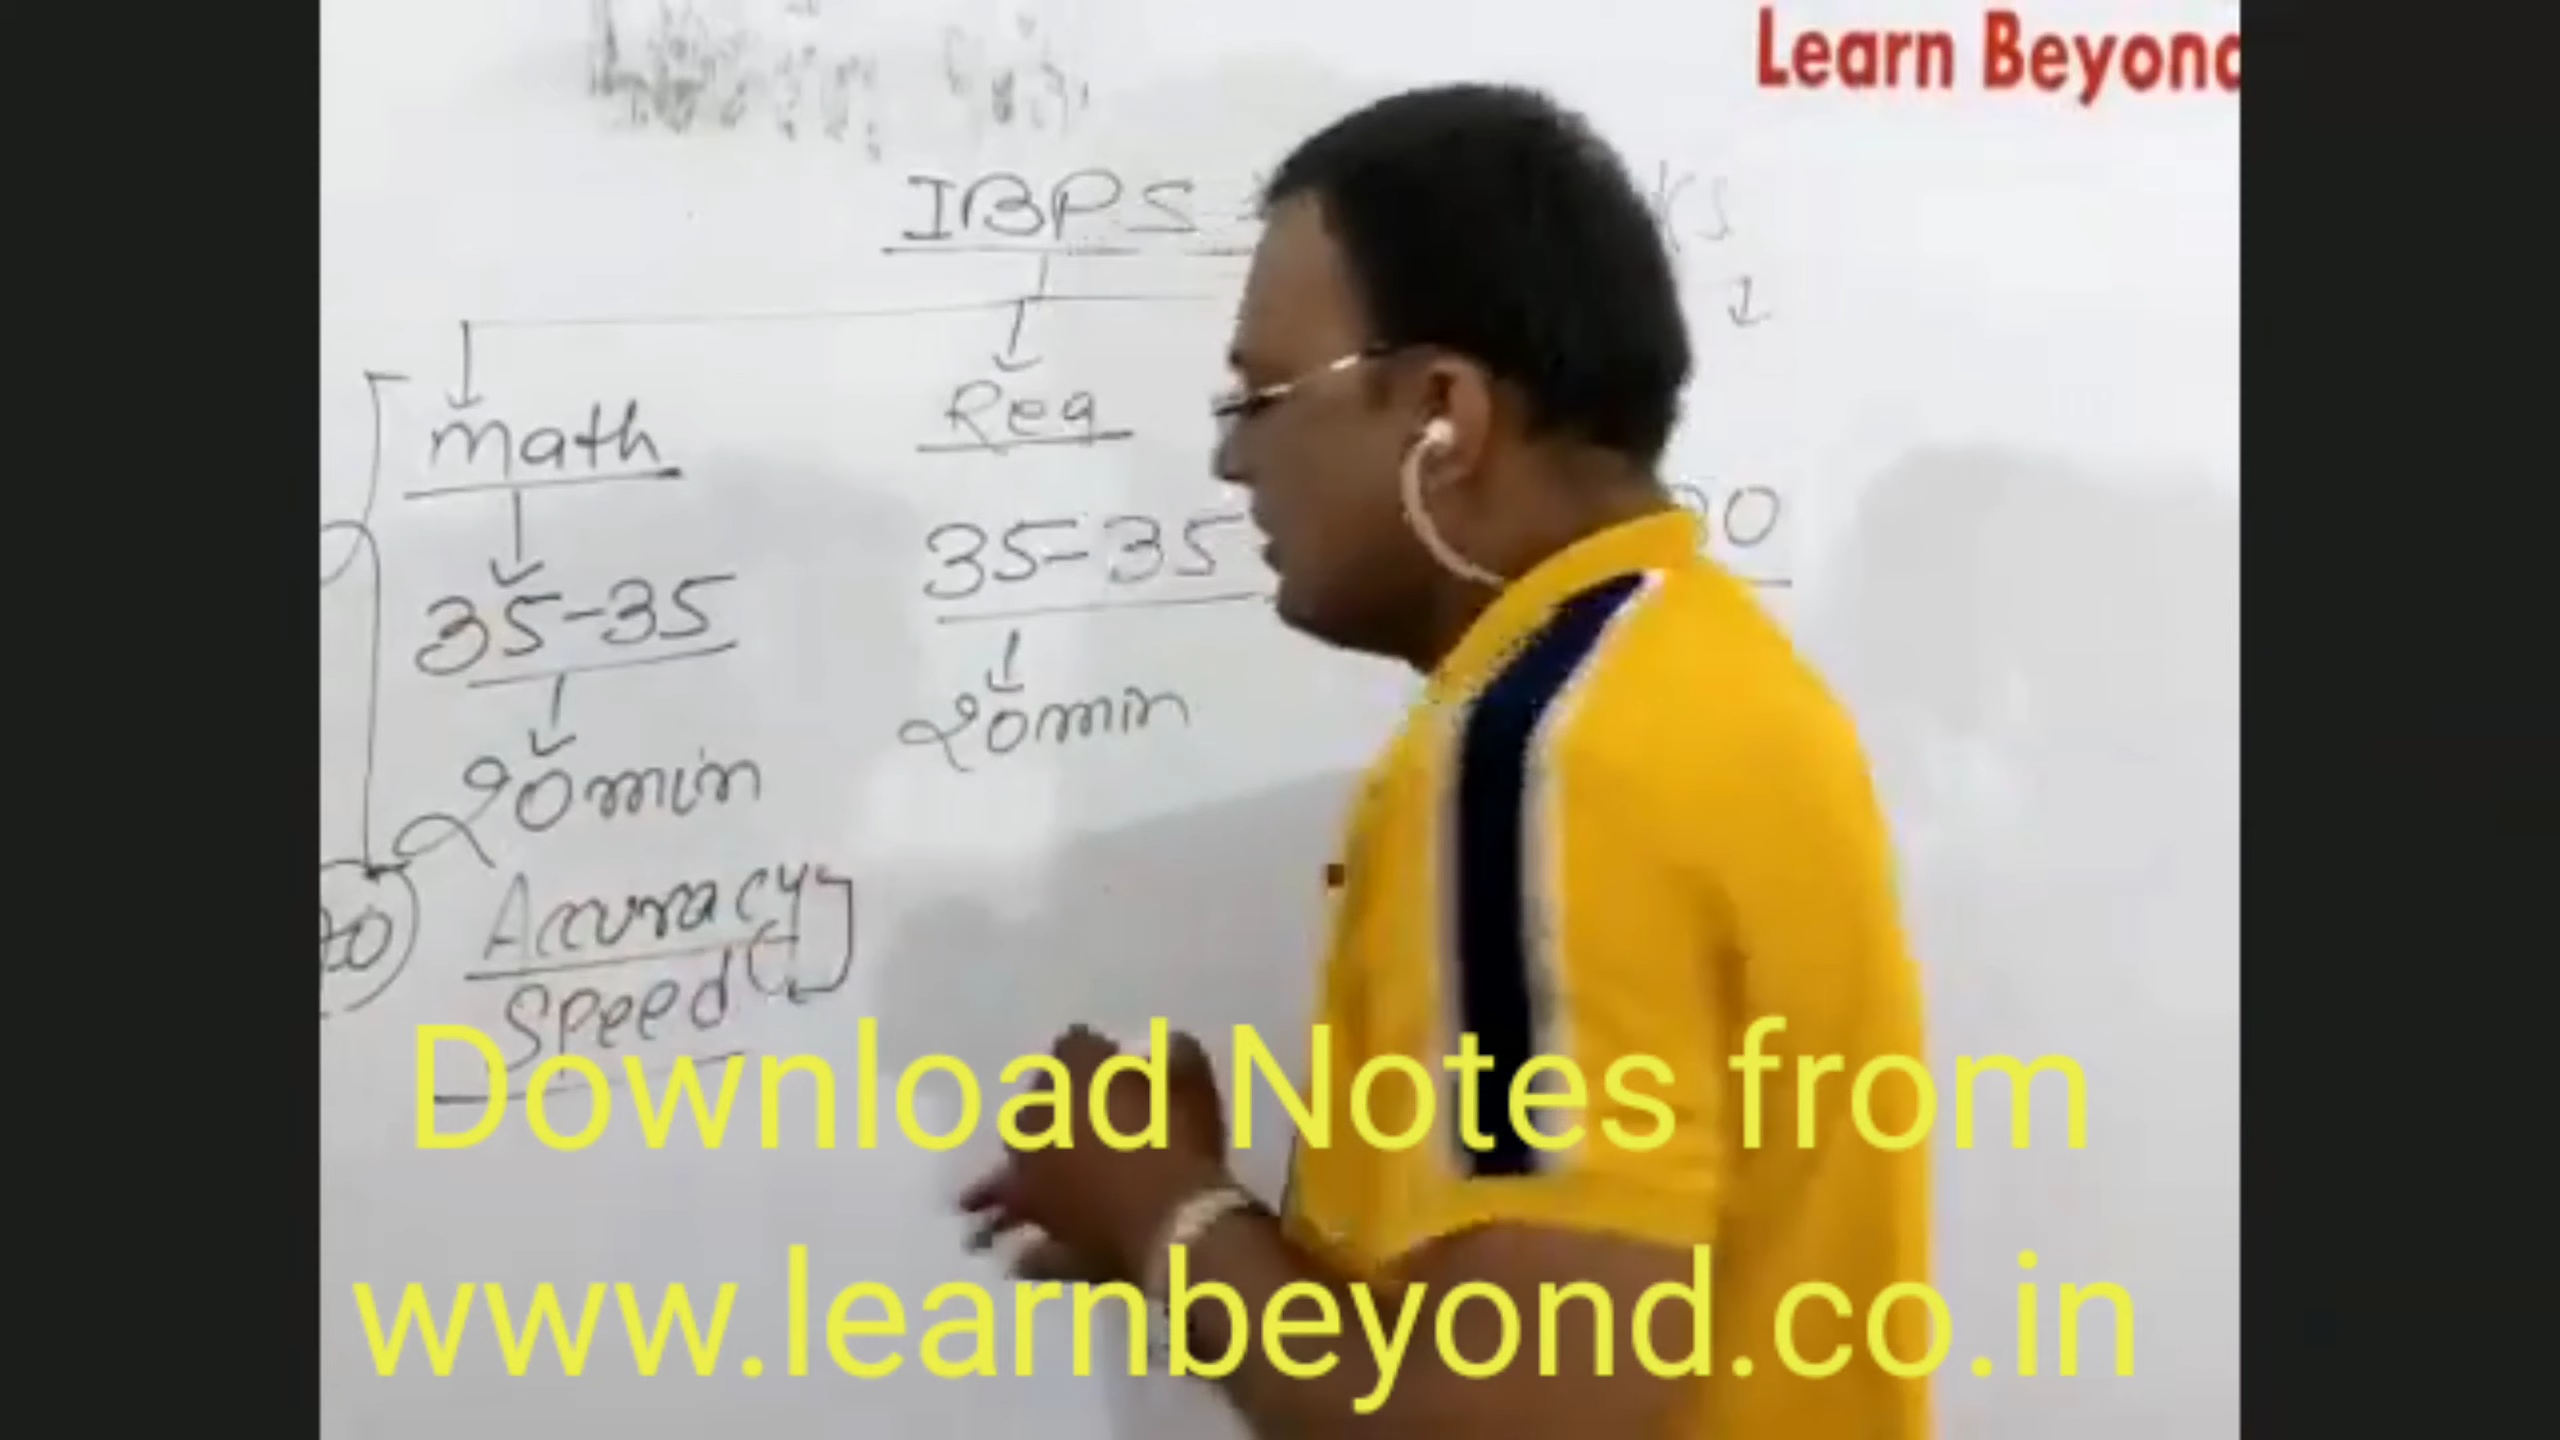 Learn Beyond
IBPS
Math
Rea
35-35
35-35
20min
20min
Accuracy
Speed
Download Notes from
www.learnbeyond.co.in